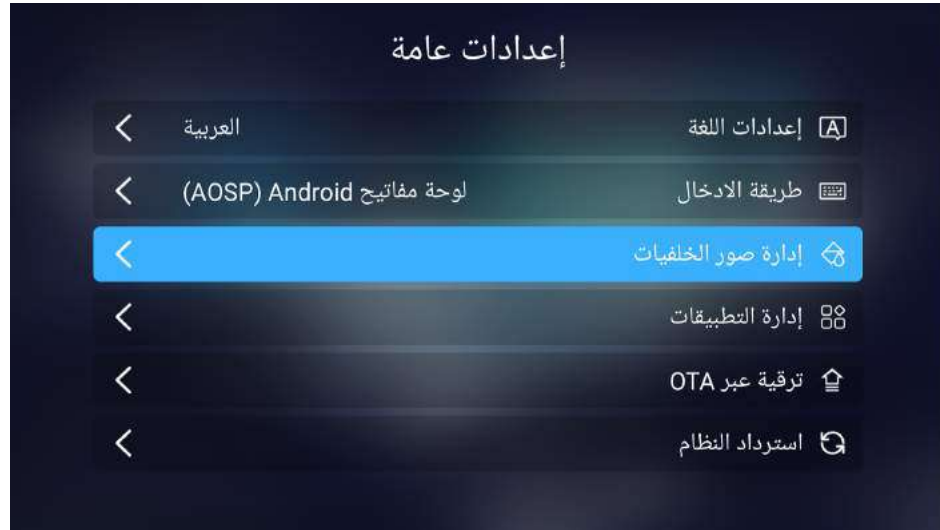 إعدادات عامة
إعدادات اللغة العربية
طريقة الادخال لوحة مفاتيح Android (AOSP)
إدارة صور الخلفيات
إدارة التطبيقات
ترقية عبر OTA
استرداد النظام